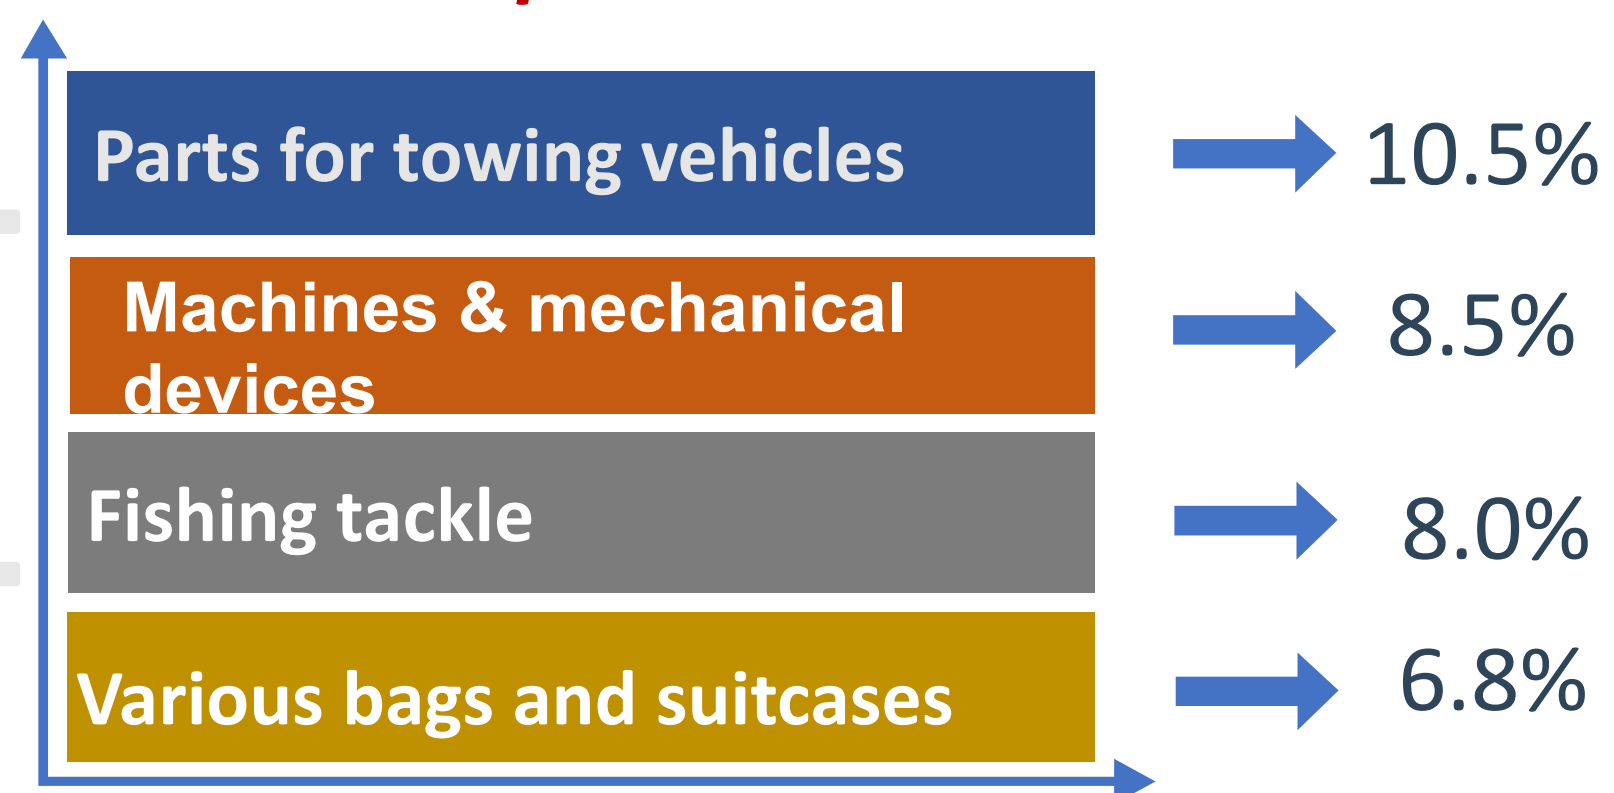 Parts for towing vehicles
10.5%
Machines & mechanical
devices
8.5%
Fishing tackle
8.0%
Various bags and suitcases
6.8%